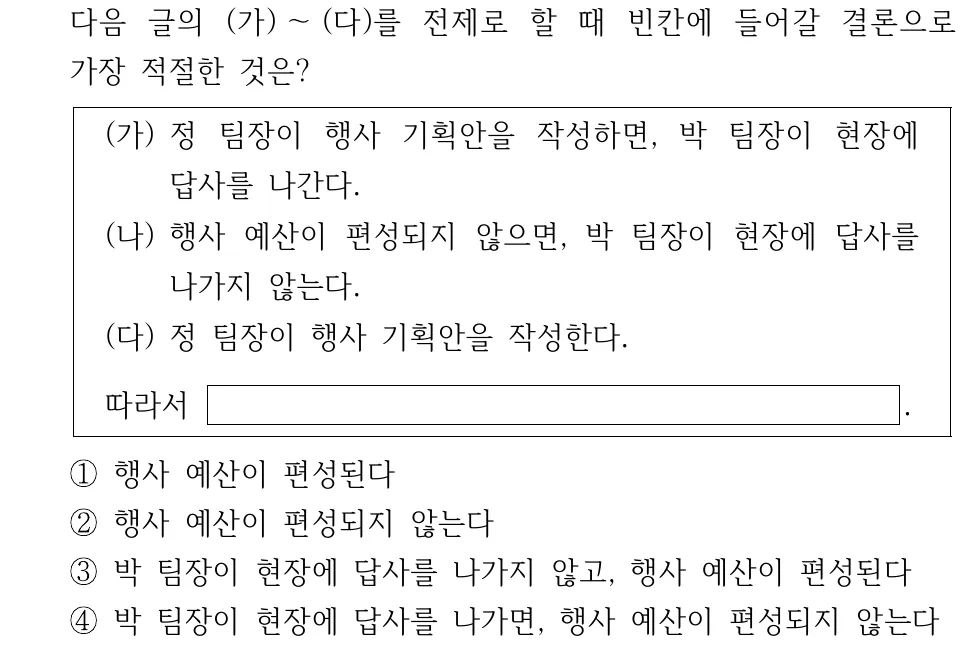 다음 글의 (가) ~ (다)를 전제로 할 때 빈칸에 들어갈 결론으로
가장 적절한 것은?
(가) 정 팀장이 행사 기획안을 작성하면, 박 팀장이 현장에
답사를 나간다.
(나) 행사 예산이 편성되지 않으면, 박 팀장이 현장에 답사를
나가지 않는다.
(다) 정 팀장이 행사 기획안을 작성한다.
따라서 .
① 행사 예산이 편성된다
② 행사 예산이 편성되지 않는다
③ 박 팀장이 현장에 답사를 나가지 않고, 행사 예산이 편성된다
④ 박 팀장이 현장에 답사를 나가면, 행사 예산이 편성되지 않는다